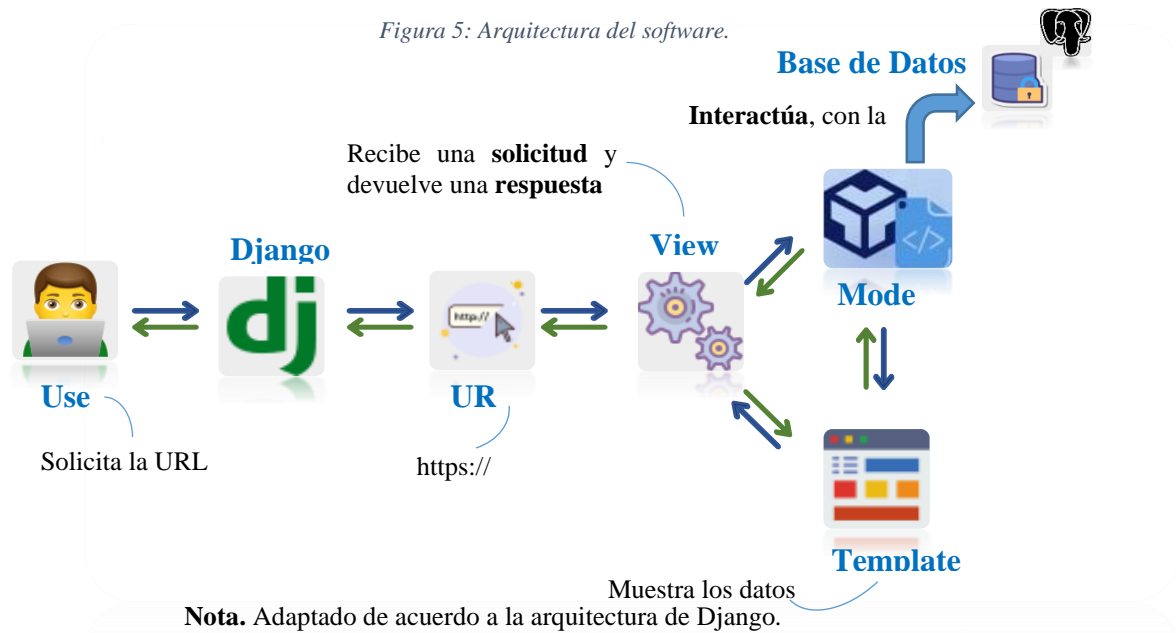 Figura 5: Arquitectura del software.
Base de Datos
Interactúa, con la
Recibe una solicitud y
devuelve una respuesta
Django
View
dj
http://
Mode
Use
UR
Solicita la URL
https://
Template
Muestra los datos
Nota. Adaptado de acuerdo a la arquitectura de Django.